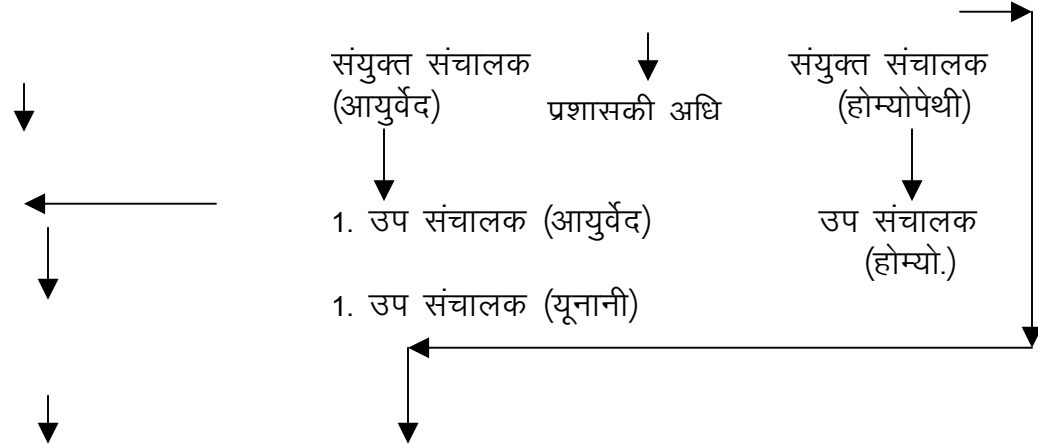 संयुक्त संचालक
(आयुर्वेद)
प्रशासकी अधि
संयुक्त संचालक
(होम्योपेथी)
1. उप संचालक (आयुर्वेद)
उप संचालक
(होम्यो.)
1. उप संचालक (यूनानी)